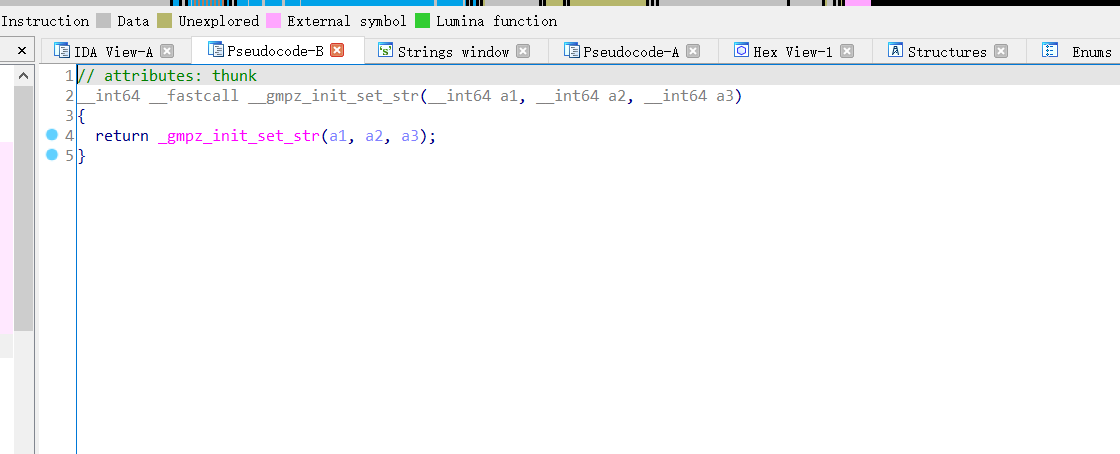 Instruction Data Unexplored External symbol Lumina function
IDA View-A Pseudocode-B Strings window Pseudocode-A Hex View-1 Structures Enums
1 // attributes: thunk
2 __int64 __fastcall __gmpz_init_set_str(__int64 a1, __int64 a2, __int64 a3)
3 {
4 return _gmpz_init_set_str(a1, a2, a3);
5 }